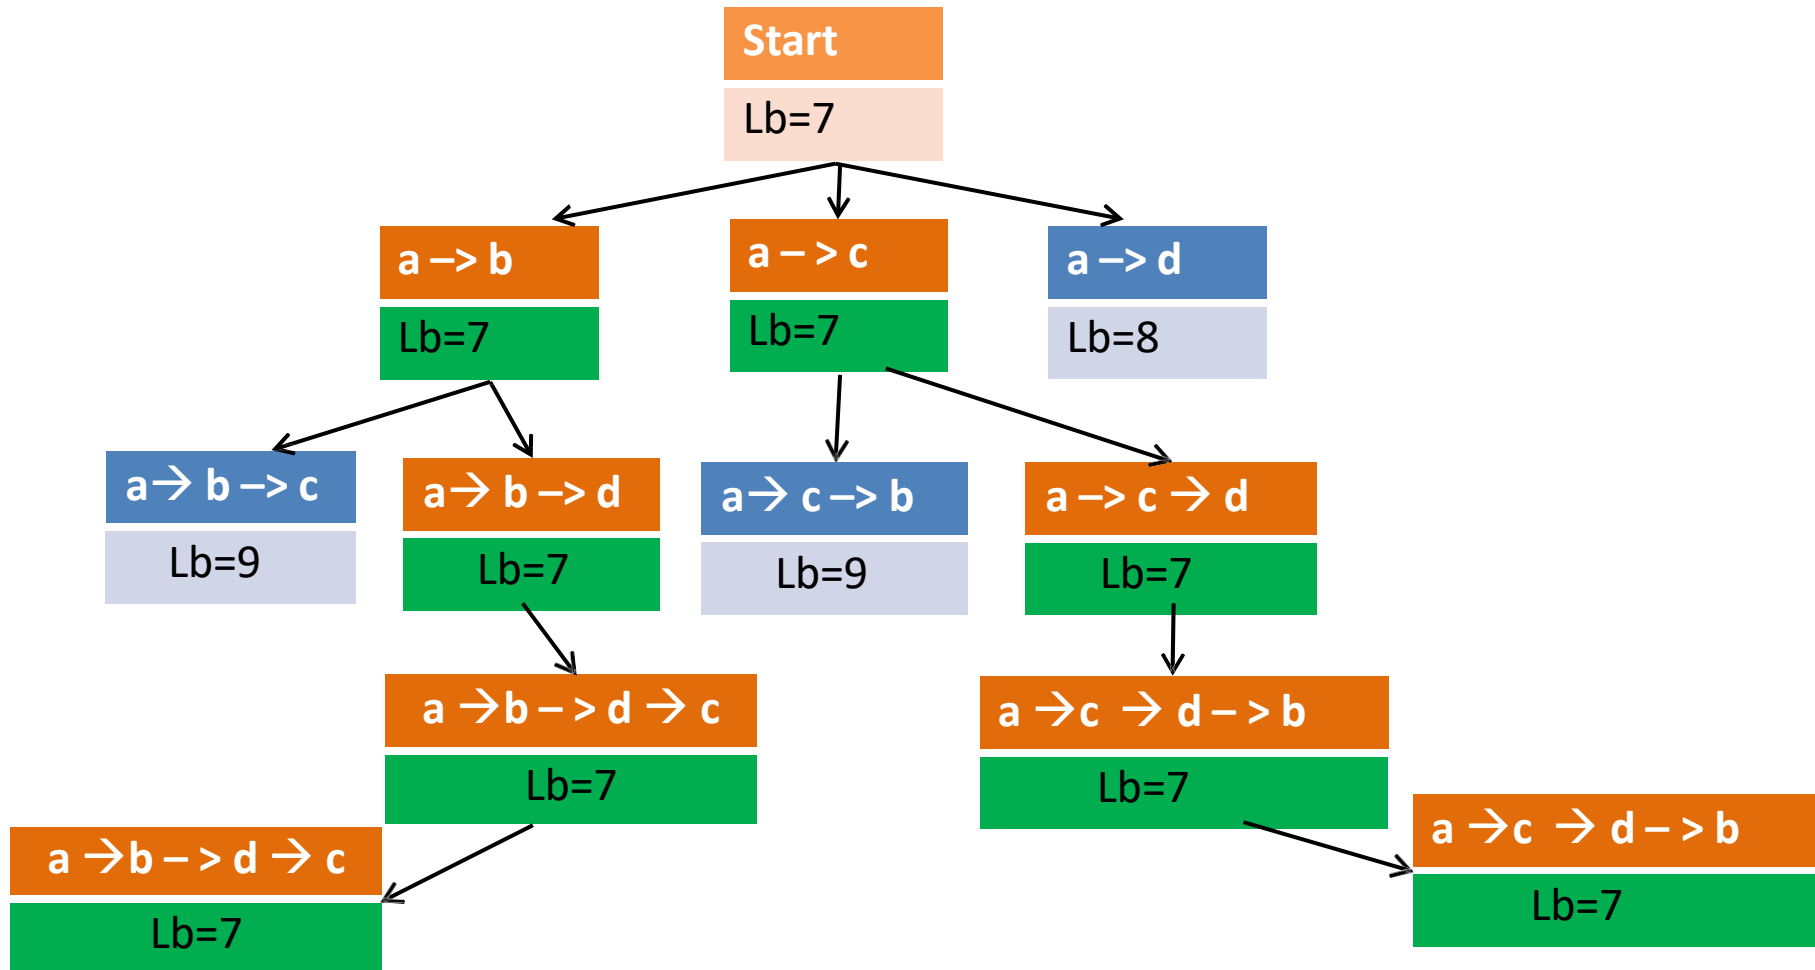 Start
Lb=7
a –> b
Lb=7
a – > c
Lb=7
a –> d
Lb=8
a→ b –> c
Lb=9
a→ b –> d
Lb=7
a→ c –> b
Lb=9
a –> c → d
Lb=7
a →b – > d → c
Lb=7
a →c → d – > b
Lb=7
a →b – > d → c
Lb=7
a →c → d – > b
Lb=7